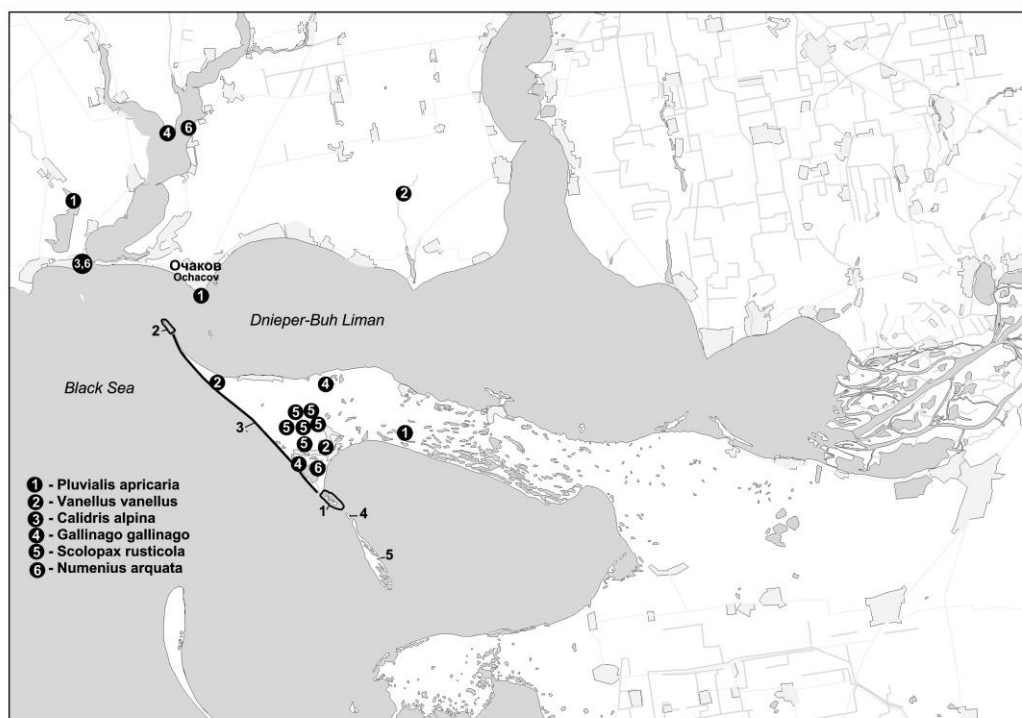 4 6
1
2
3,6
Очаков
Ochacov
1
2
Dnieper-Buh Liman
Black Sea
2
4
5 5
3
5 5 5
1
5
2
4
6
1
4
5
1 - Pluvialis apricaria
2 - Vanellus vanellus
3 - Calidris alpina
4 - Gallinago gallinago
5 - Scolopax rusticola
6 - Numenius arquata